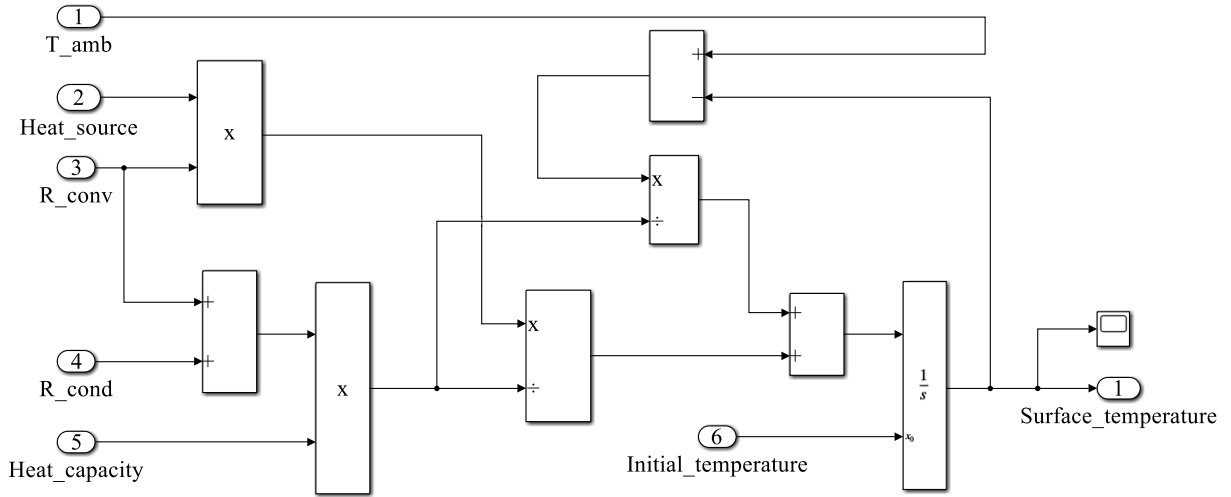 1
T_amb
+
−
2
Heat_source
x
3
R_conv
x
÷
+
+
4
R_cond
x
÷
x
+
+
1
s
x₀
1
Surface_temperature
5
Heat_capacity
6
Initial_temperature